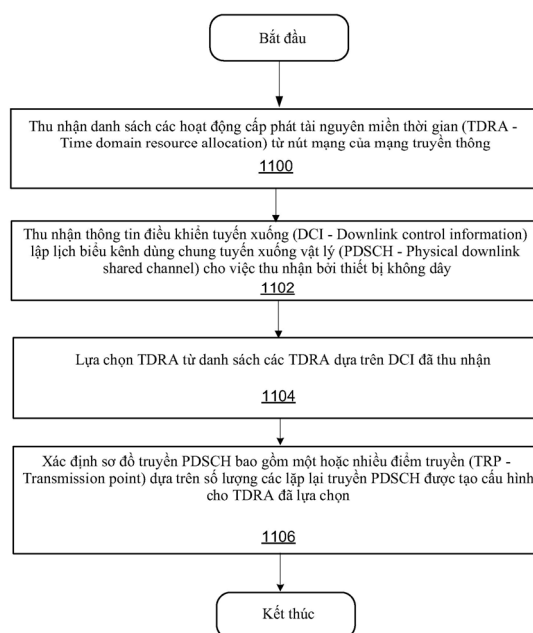 Bắt đầu
Thu nhận danh sách các hoạt động cấp phát tài nguyên miền thời gian (TDRA -
Time domain resource allocation) từ nút mạng của mạng truyền thông
1100
Thu nhận thông tin điều khiển tuyến xuống (DCI - Downlink control information)
lập lịch biểu kênh dùng chung tuyến xuống vật lý (PDSCH - Physical downlink
shared channel) cho việc thu nhận bởi thiết bị không dây
1102
Lựa chọn TDRA từ danh sách các TDRA dựa trên DCI đã thu nhận
1104
Xác định sơ đồ truyền PDSCH bao gồm một hoặc nhiều điểm truyền (TRP -
Transmission point) dựa trên số lượng các lặp lại truyền PDSCH được tạo cấu hình
cho TDRA đã lựa chọn
1106
Kết thúc